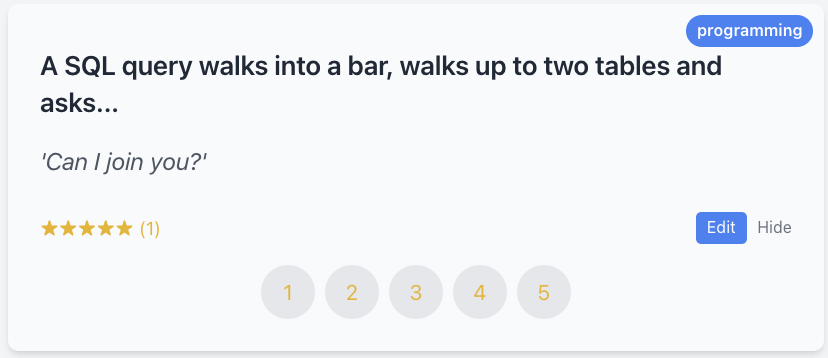 programming
A SQL query walks into a bar, walks up to two tables and
asks...
'Can I join you?'
★★★★★ (1)
Edit Hide
1 2 3 4 5